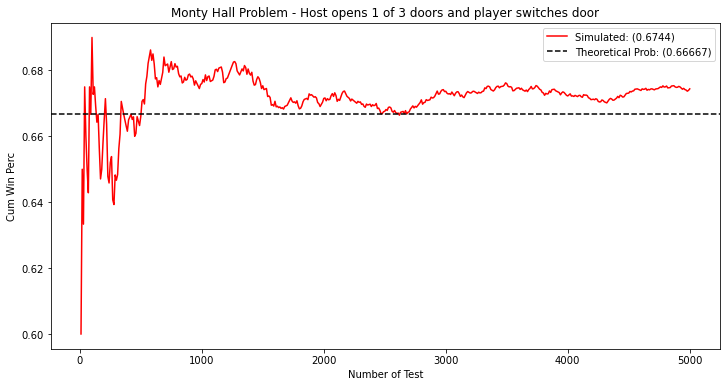 Monty Hall Problem - Host opens 1 of 3 doors and player switches door
Simulated: (0.6744)
Theoretical Prob: (0.66667)
Cum Win Perc
0.68
0.66
0.64
0.62
0.60
0 1000 2000 3000 4000 5000
Number of Test